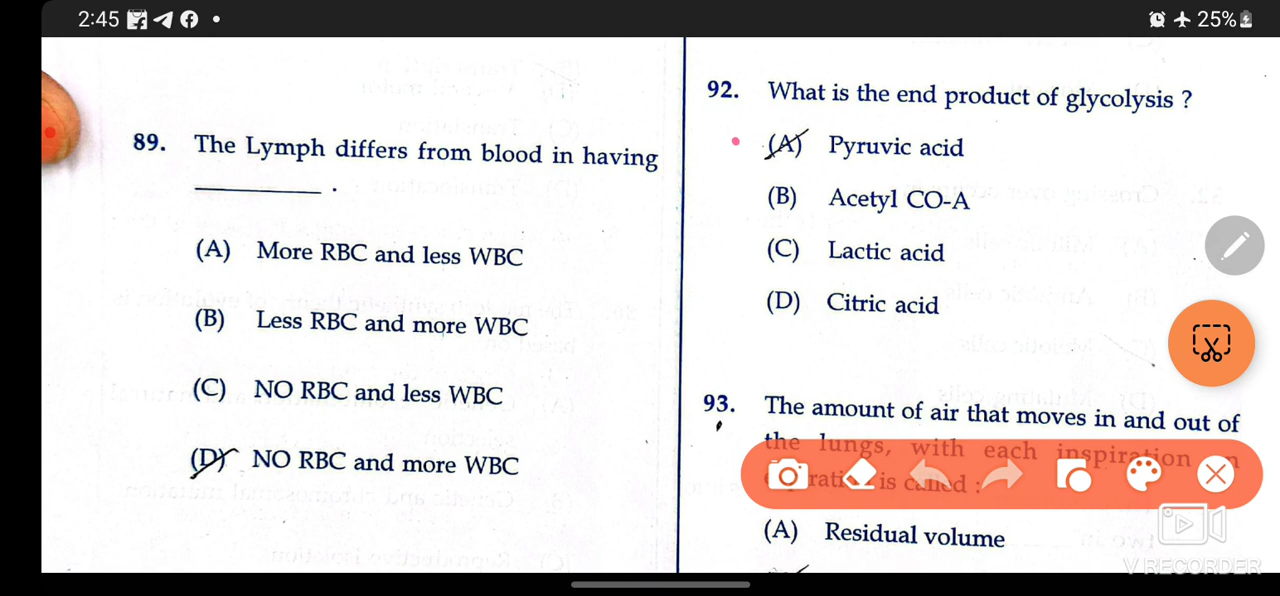 2:45
25%
89. The Lymph differs from blood in having
________ .
(A) More RBC and less WBC
(B) Less RBC and more WBC
(C) NO RBC and less WBC
(D) NO RBC and more WBC
92. What is the end product of glycolysis ?
(A) Pyruvic acid
(B) Acetyl CO-A
(C) Lactic acid
(D) Citric acid
93. The amount of air that moves in and out of
the lungs, with each inspiration
is called :
(A) Residual volume
V RECORDER